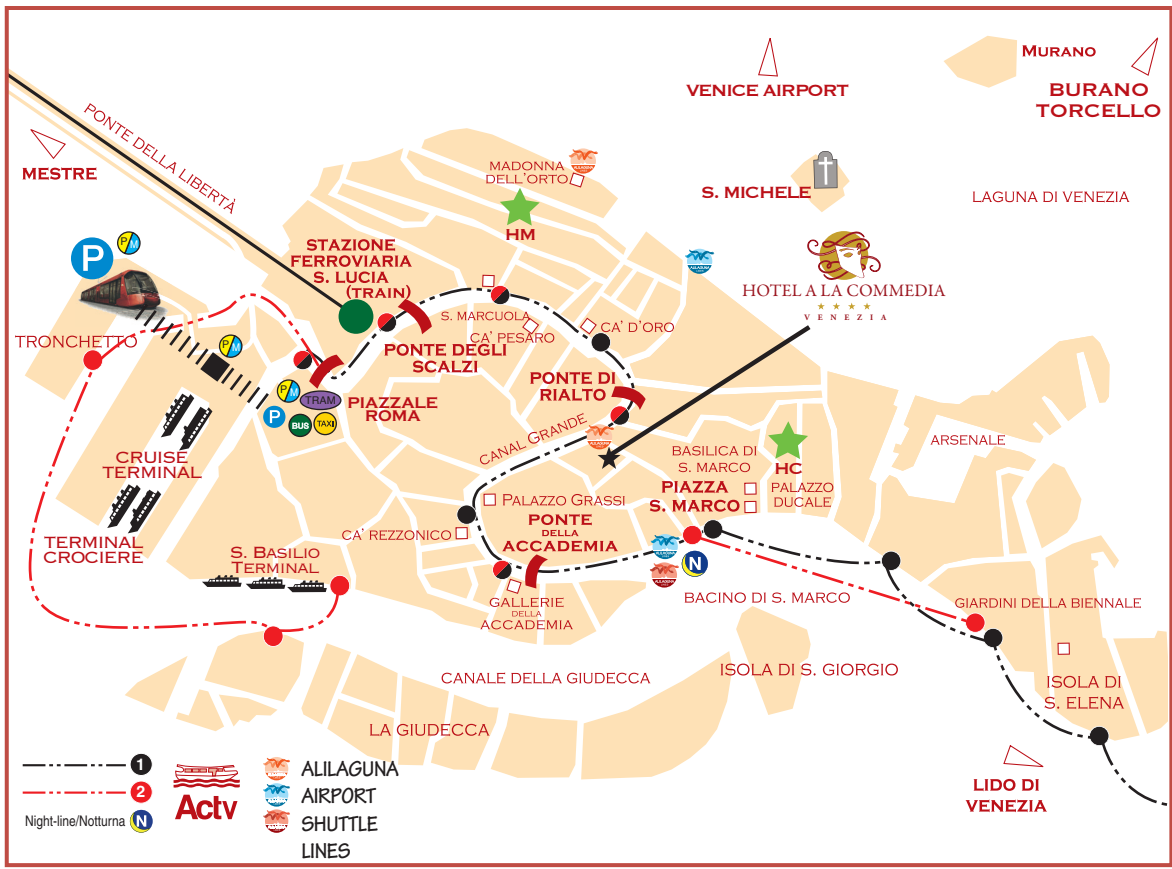 MURANO
VENICE AIRPORT
BURANO
TORCELLO
PONTE DELLA LIBERTÀ
MESTRE
MADONNA
DELL'ORTO
S. MICHELE
LAGUNA DI VENEZIA
HM
P
P/M
STAZIONE
FERROVIARIA
S. LUCIA
(TRAIN)
HOTEL A LA COMMEDIA
VENEZIA
S. MARCUOLA
CA' PESARO
CA' D'ORO
TRONCHETTO
P/M
PONTE DEGLI
SCALZI
PONTE DI
RIALTO
P/M
TRAM
PIAZZALE
ROMA
P
BUS
TAXI
CANAL GRANDE
BASILICA DI
S. MARCO
HC
ARSENALE
CRUISE
TERMINAL
PIAZZA
S. MARCO
PALAZZO
DUCALE
PALAZZO GRASSI
CA' REZZONICO
PONTE
DELLA
ACCADEMIA
TERMINAL
CROCIERE
S. BASILIO
TERMINAL
N
GALLERIE
DELLA
ACCADEMIA
BACINO DI S. MARCO
GIARDINI DELLA BIENNALE
CANALE DELLA GIUDECCA
ISOLA DI S. GIORGIO
ISOLA DI
S. ELENA
LA GIUDECCA
LIDO DI
VENEZIA
1
2
Night-line/Notturna N
Actv
ALILAGUNA
AIRPORT
SHUTTLE
LINES